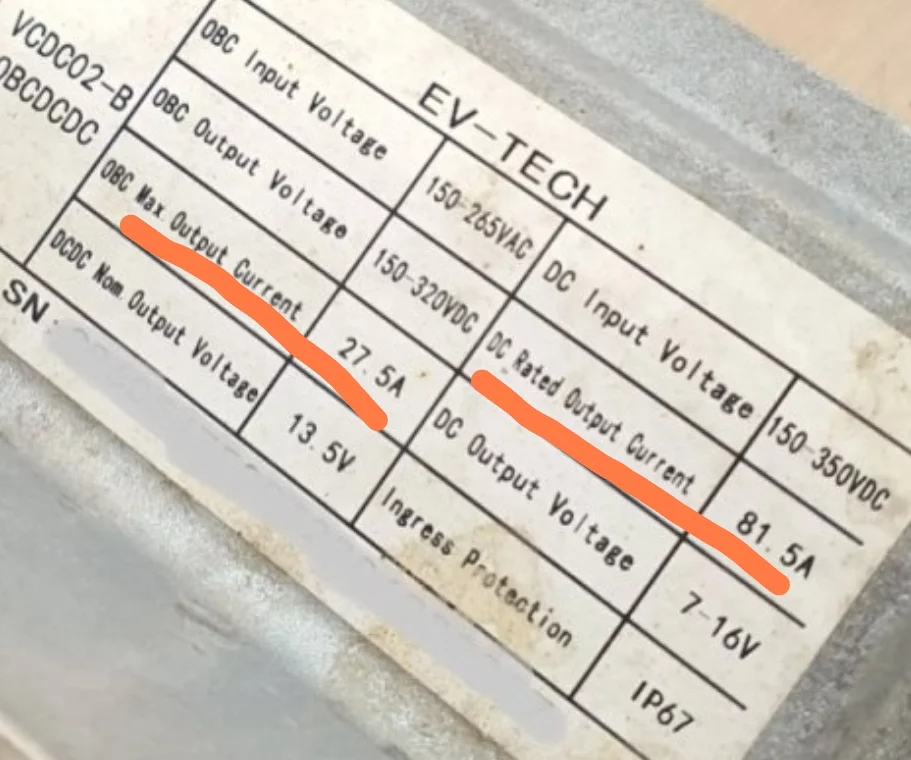 EV-TECH
VCDC02-B
OBCDCDC
OBC Input Voltage 150-265VAC DC Input Voltage 150-350VDC
OBC Output Voltage 150-320VDC DC Rated Output Current 81.5A
OBC Max Output Current 27.5A DC Output Voltage 7-16V
DCDC Nom.Output Voltage 13.5V Ingress Protection IP67
SN